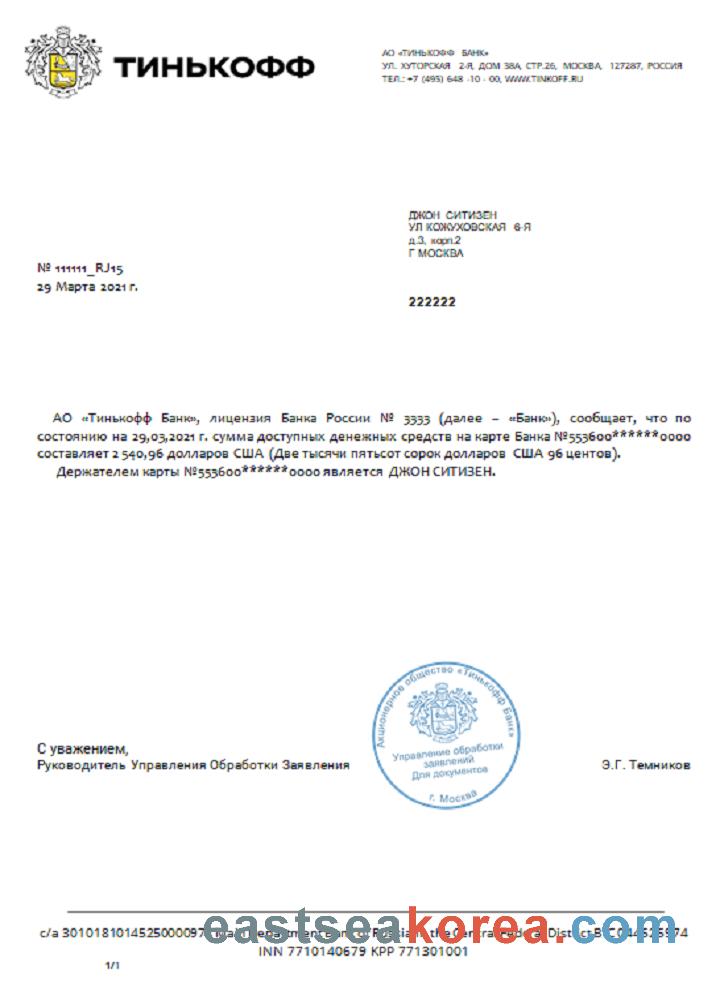 ТИНЬКОФФ
АО «ТИНЬКОФФ БАНК»
УЛ. ХУТОРСКАЯ 2-Я, ДОМ 38А, СТР.26, МОСКВА, 127287, РОССИЯ
ТЕЛ.: +7 (495) 648 -10 - 00, WWW.TINKOFF.RU
ДЖОН СИТИЗЕН
УЛ КОЖУХОВСКАЯ 6-Я
д.3, корп.2
Г МОСКВА
№ 111111_RJ15
29 Марта 2021 г.
222222
АО «Тинькофф Банк», лицензия Банка России № 3333 (далее – «Банк»), сообщает, что по
состоянию на 29,03,2021 г. сумма доступных денежных средств на карте Банка №553600******0000
составляет 2 540,96 долларов США (Две тысячи пятьсот сорок долларов США 96 центов).
Держателем карты №553600******0000 является ДЖОН СИТИЗЕН.
Акционерное общество «Тинькофф Банк»
Управление обработки
заявлений
Для документов
г. Москва
С уважением,
Руководитель Управления Обработки Заявления
Э.Г. Темников
eastseakorea.com
с/а 3010181014525000097 Main Department Bank of Russia in the Central Federal District BIC
INN 7710140679 KPP 771301001
1/1